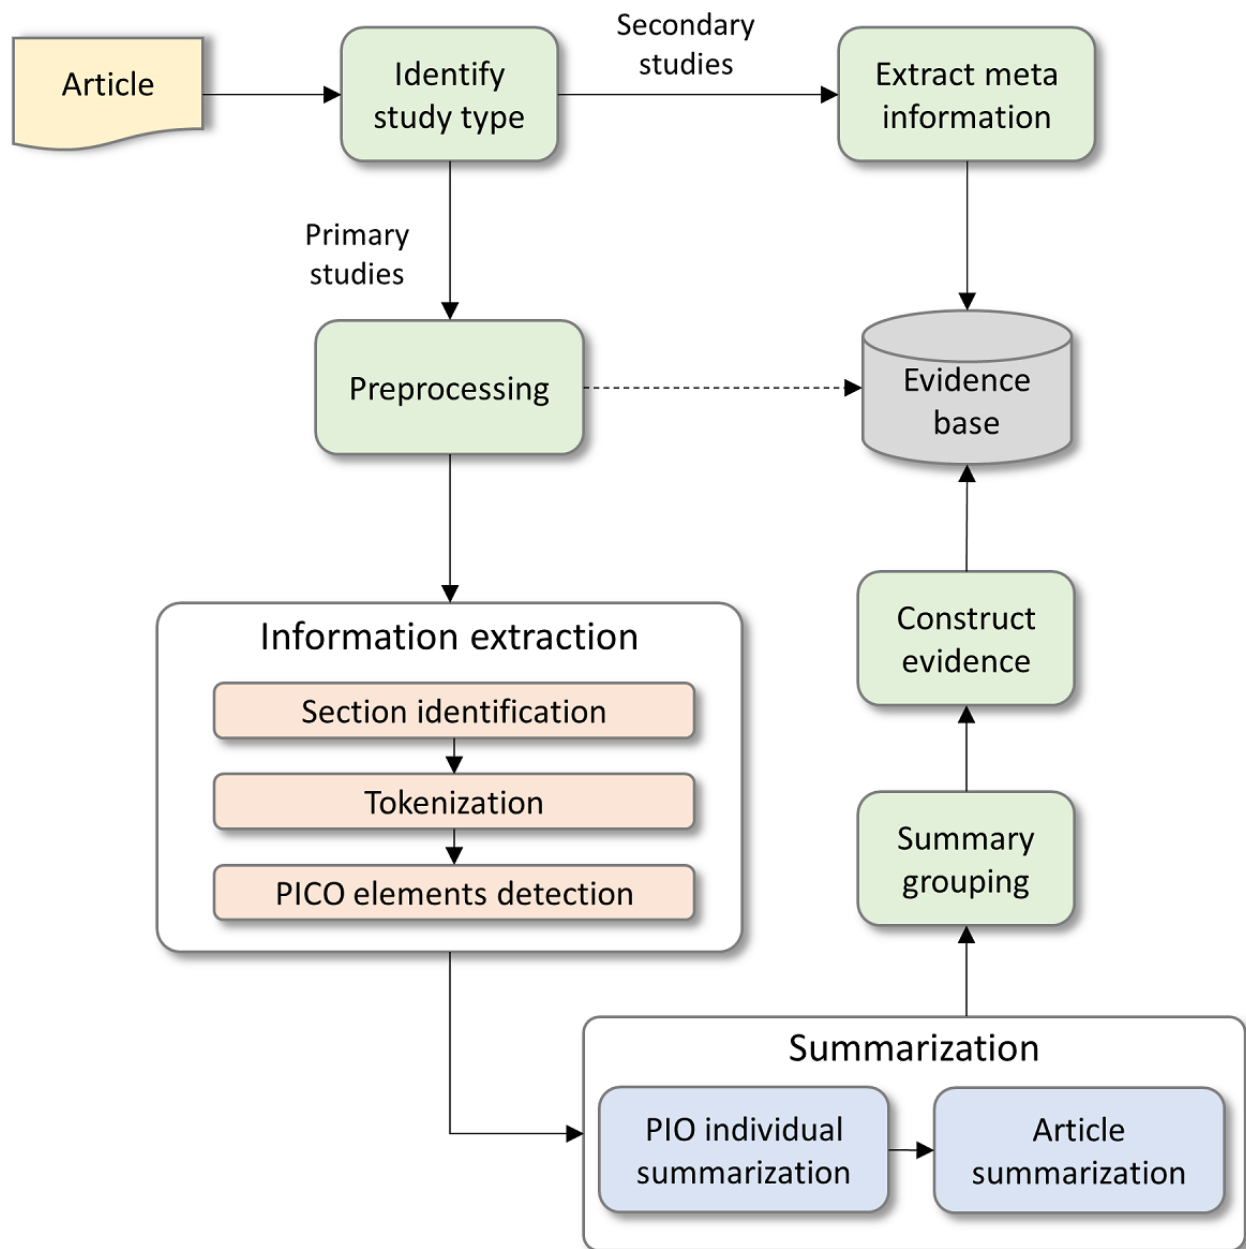 Article
Identify
study type
Secondary
studies
Extract meta
information
Primary
studies
Preprocessing
Evidence
base
Information extraction
Section identification
Tokenization
PICO elements detection
Construct
evidence
Summary
grouping
Summarization
PIO individual
summarization
Article
summarization